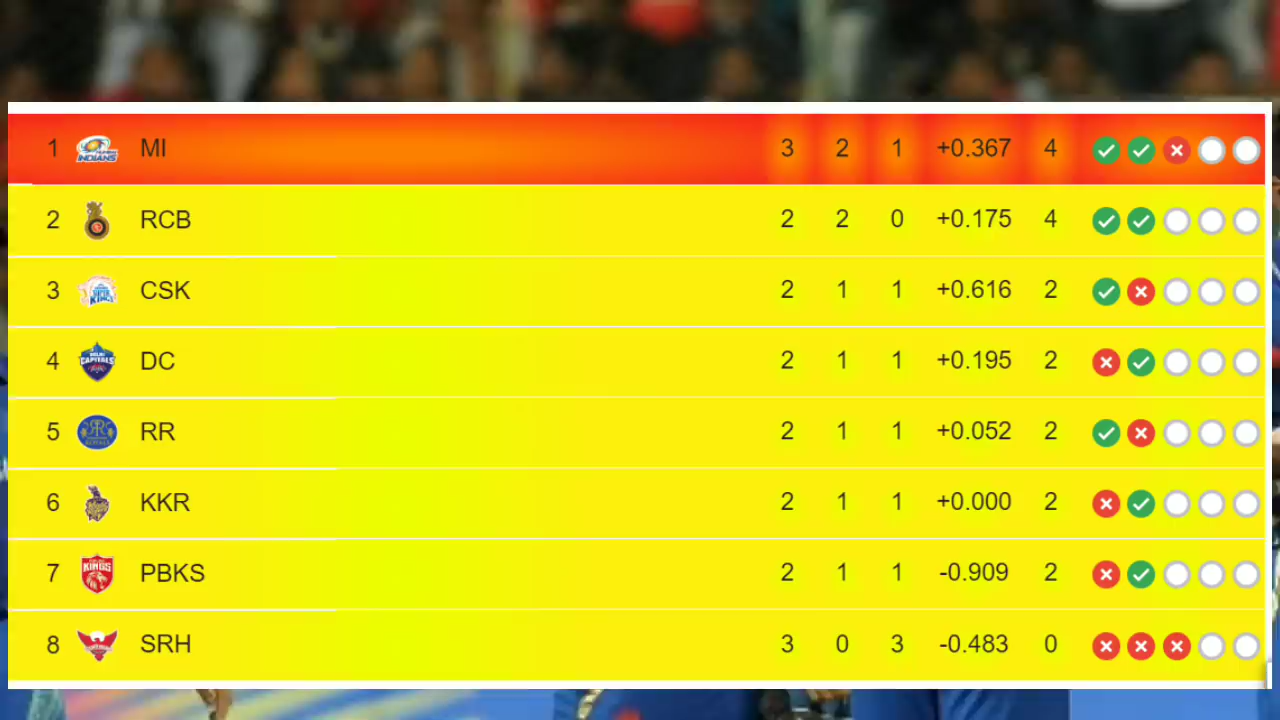 1 MI 3 2 1 +0.367 4
2 RCB 2 2 0 +0.175 4
3 CSK 2 1 1 +0.616 2
4 DC 2 1 1 +0.195 2
5 RR 2 1 1 +0.052 2
6 KKR 2 1 1 +0.000 2
7 PBKS 2 1 1 -0.909 2
8 SRH 3 0 3 -0.483 0